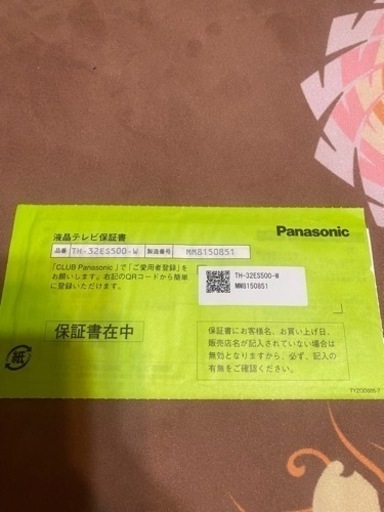 液晶テレビ保証書
Panasonic
品番 TH-32ES500-W 製造番号 MM8150851
「CLUB Panasonic」で「ご愛用者登録」を
お願いします。右記のQRコードから簡単
に登録いただけます。
TH-32ES500-W
MM8150851
保証書在中
保証書にお客様名、お買い上げ日、
販売店名が記入されていない場合は
無効となりますから、必ず、記入の
有無をご確認ください。
紙